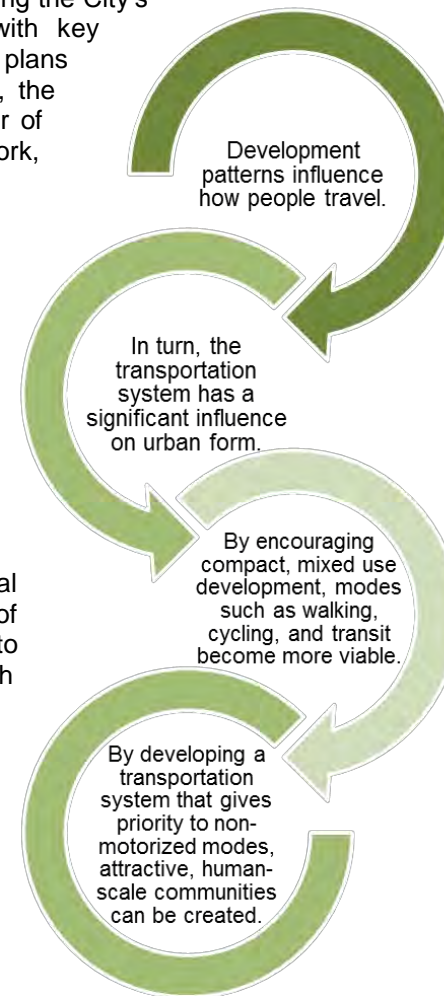 ng the City's
with key
plans
, the
r of
ork,
Development
patterns influence
how people travel.
In turn, the
transportation
system has a
significant influence
on urban form.
By encouraging
compact, mixed use
development, modes
such as walking,
cycling, and transit
become more viable.
al
of
to
h
By developing a
transportation
system that gives
priority to non-
motorized modes,
attractive, human-
scale communities
can be created.